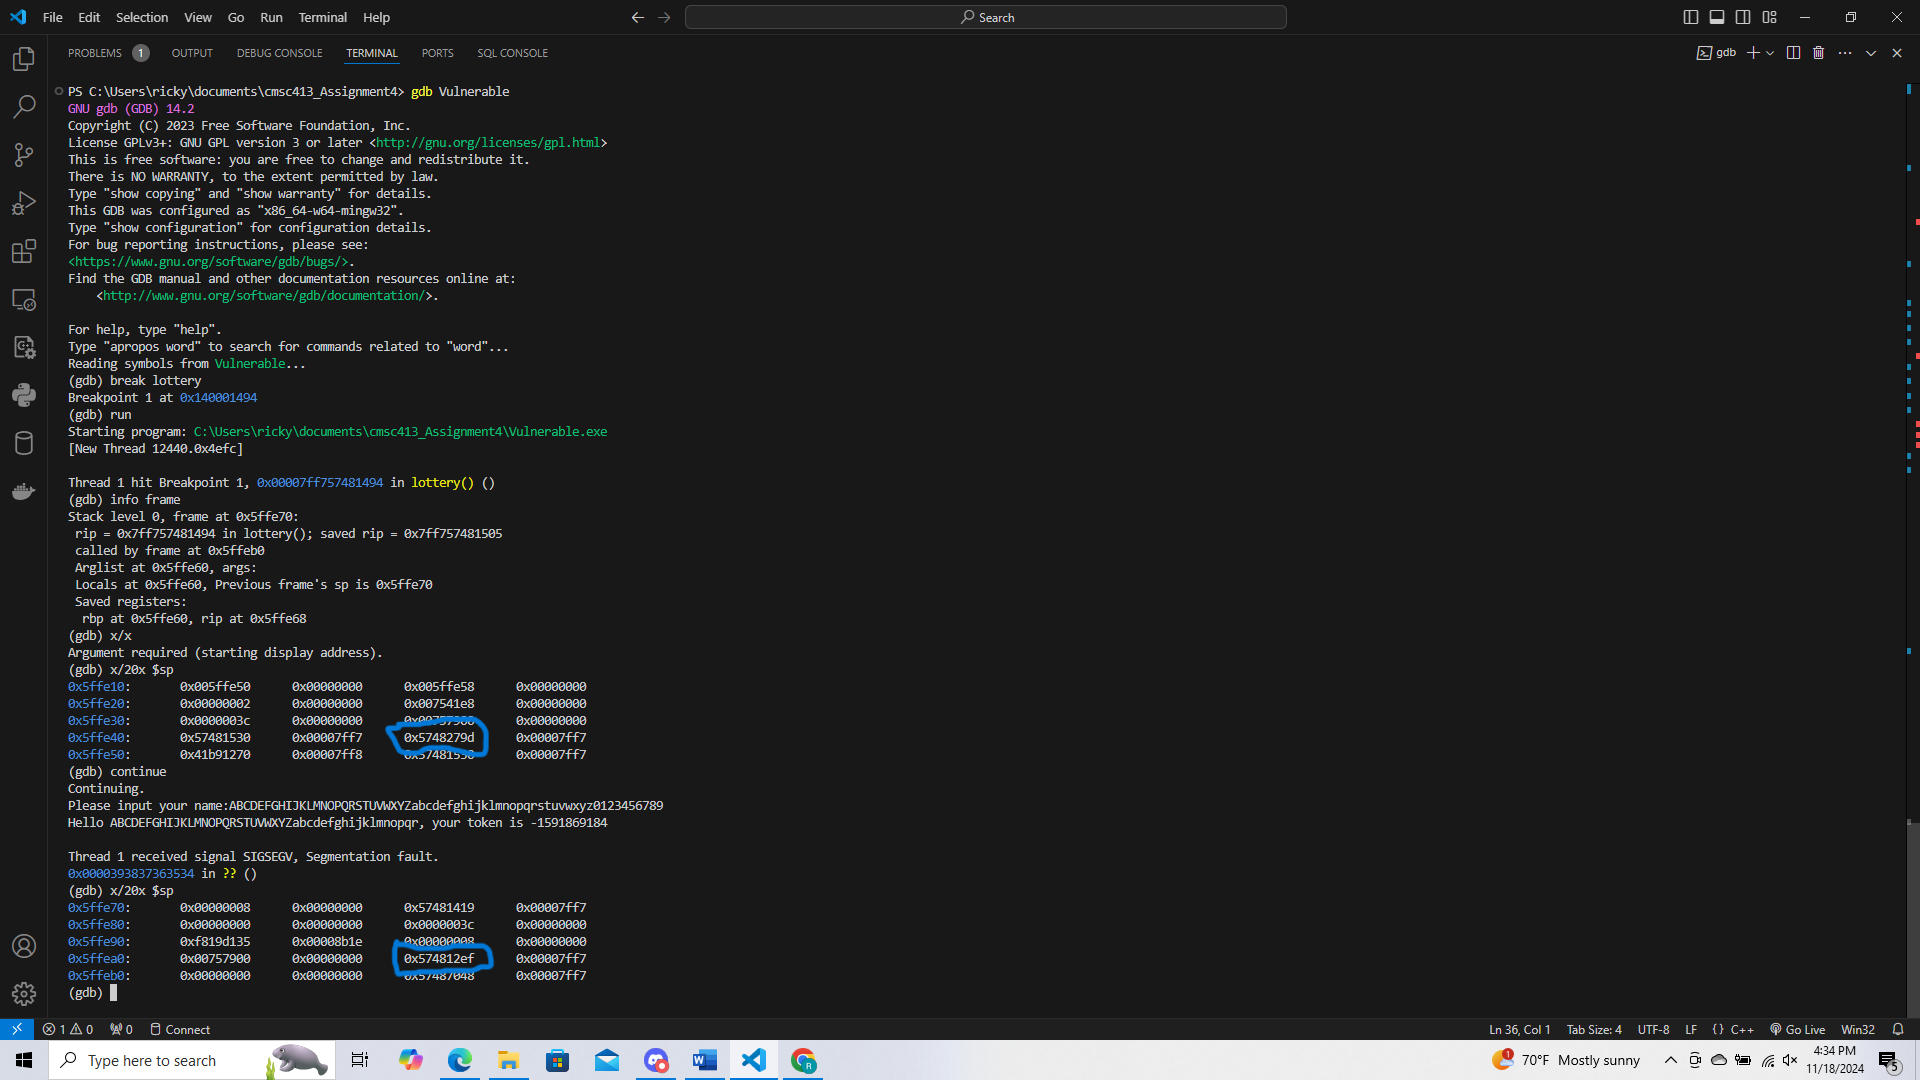 File Edit Selection View Go Run Terminal Help
Search
PROBLEMS 1 OUTPUT DEBUG CONSOLE TERMINAL PORTS SQL CONSOLE
gdb
PS C:\Users\ricky\documents\cmsc413_Assignment4> gdb Vulnerable
GNU gdb (GDB) 14.2
Copyright (C) 2023 Free Software Foundation, Inc.
License GPLv3+: GNU GPL version 3 or later <http://gnu.org/licenses/gpl.html>
This is free software: you are free to change and redistribute it.
There is NO WARRANTY, to the extent permitted by law.
Type "show copying" and "show warranty" for details.
This GDB was configured as "x86_64-w64-mingw32".
Type "show configuration" for configuration details.
For bug reporting instructions, please see:
<https://www.gnu.org/software/gdb/bugs/>.
Find the GDB manual and other documentation resources online at:
<http://www.gnu.org/software/gdb/documentation/>.
For help, type "help".
Type "apropos word" to search for commands related to "word"...
Reading symbols from Vulnerable...
(gdb) break lottery
Breakpoint 1 at 0x140001494
(gdb) run
Starting program: C:\Users\ricky\documents\cmsc413_Assignment4\Vulnerable.exe
[New Thread 12440.0x4efc]
Thread 1 hit Breakpoint 1, 0x00007ff757481494 in lottery() ()
(gdb) info frame
Stack level 0, frame at 0x5ffe70:
rip = 0x7ff757481494 in lottery(); saved rip = 0x7ff757481505
called by frame at 0x5ffeb0
Arglist at 0x5ffe60, args:
Locals at 0x5ffe60, Previous frame's sp is 0x5ffe70
Saved registers:
rbp at 0x5ffe60, rip at 0x5ffe68
(gdb) x/x
Argument required (starting display address).
(gdb) x/20x $sp
0x5ffe10: 0x005ffe50 0x00000000 0x005ffe58 0x00000000
0x5ffe20: 0x00000002 0x00000000 0x007541e8 0x00000000
0x5ffe30: 0x0000003c 0x00000000 0x00000000
0x5ffe40: 0x57481530 0x00007ff7 0x5748279d 0x00007ff7
0x5ffe50: 0x41b91270 0x00007ff8 0x00007ff7
(gdb) continue
Continuing.
Please input your name:ABCDEFGHIJKLMNOPQRSTUVWXYZabcdefghijklmnopqrstuvwxyz0123456789
Hello ABCDEFGHIJKLMNOPQRSTUVWXYZabcdefghijklmnopqr, your token is -1591869184
Thread 1 received signal SIGSEGV, Segmentation fault.
0x0000393837363534 in ?? ()
(gdb) x/20x $sp
0x5ffe70: 0x00000008 0x00000000 0x57481419 0x00007ff7
0x5ffe80: 0x00000000 0x00000000 0x0000003c 0x00000000
0x5ffe90: 0xf819d135 0x00008b1e 0x00000008 0x00000000
0x5ffea0: 0x00757900 0x00000000 0x574812ef 0x00007ff7
0x5ffeb0: 0x00000000 0x00000000 0x57487048 0x00007ff7
(gdb)
1 0 0 Connect
Ln 36, Col 1 Tab Size: 4 UTF-8 LF {} C++ Go Live Win32
Type here to search
1 70°F Mostly sunny
4:34 PM
11/18/2024
5